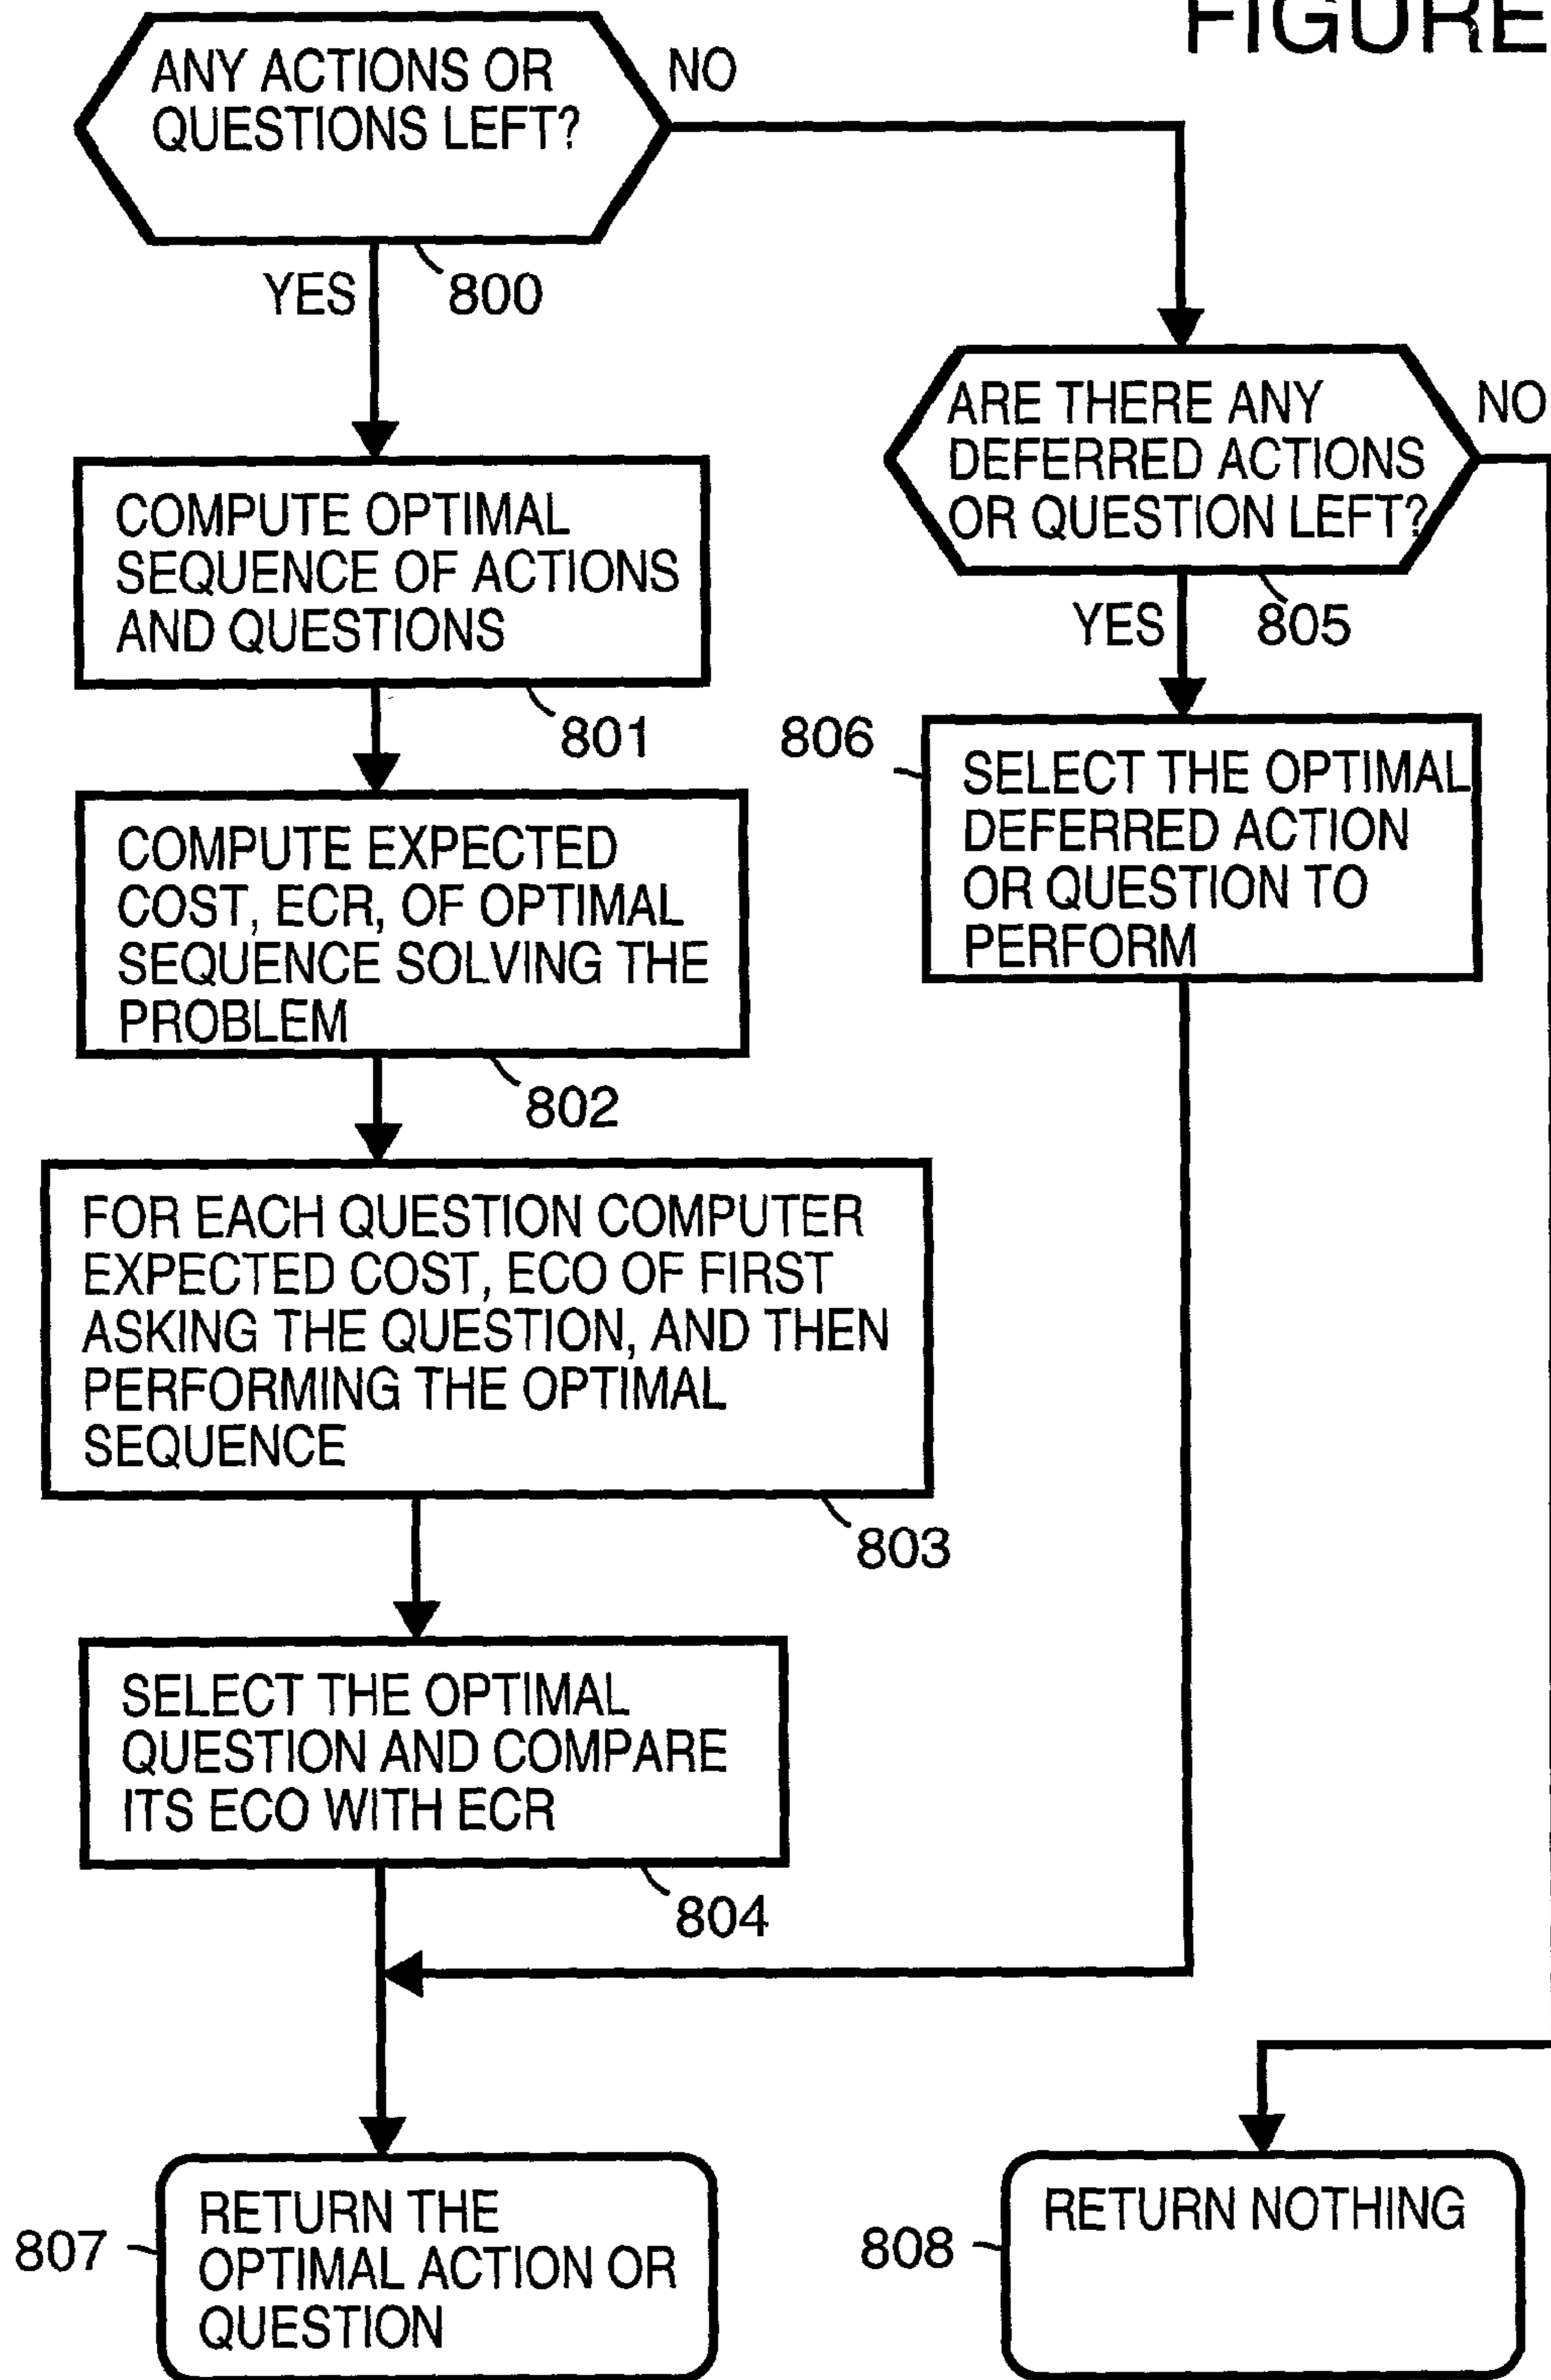 FIGURE
ANY ACTIONS OR
QUESTIONS LEFT?
NO
YES
800
COMPUTE OPTIMAL
SEQUENCE OF ACTIONS
AND QUESTIONS
801
COMPUTE EXPECTED
COST, ECR, OF OPTIMAL
SEQUENCE SOLVING THE
PROBLEM
802
FOR EACH QUESTION COMPUTER
EXPECTED COST, ECO OF FIRST
ASKING THE QUESTION, AND THEN
PERFORMING THE OPTIMAL
SEQUENCE
803
SELECT THE OPTIMAL
QUESTION AND COMPARE
ITS ECO WITH ECR
804
ARE THERE ANY
DEFERRED ACTIONS
OR QUESTION LEFT?
NO
YES
805
806
SELECT THE OPTIMAL
DEFERRED ACTION
OR QUESTION TO
PERFORM
807
RETURN THE
OPTIMAL ACTION OR
QUESTION
808
RETURN NOTHING